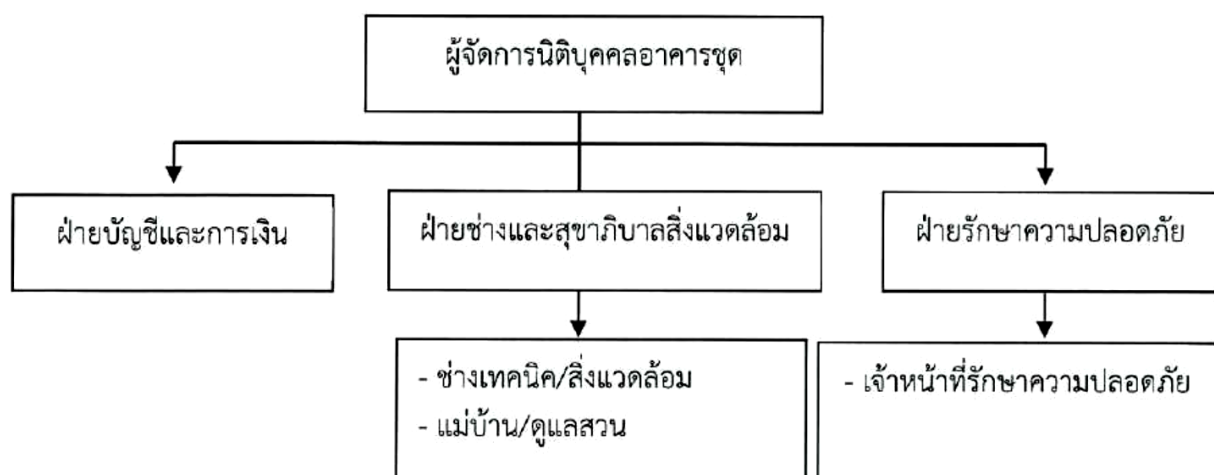 ผู้จัดการนิติบุคคลอาคารชุด
ฝ่ายบัญชีและการเงิน
ฝ่ายช่างและสุขาภิบาลสิ่งแวดล้อม
ฝ่ายรักษาความปลอดภัย
- ช่างเทคนิค/สิ่งแวดล้อม
- แม่บ้าน/ดูแลสวน
- เจ้าหน้าที่รักษาความปลอดภัย